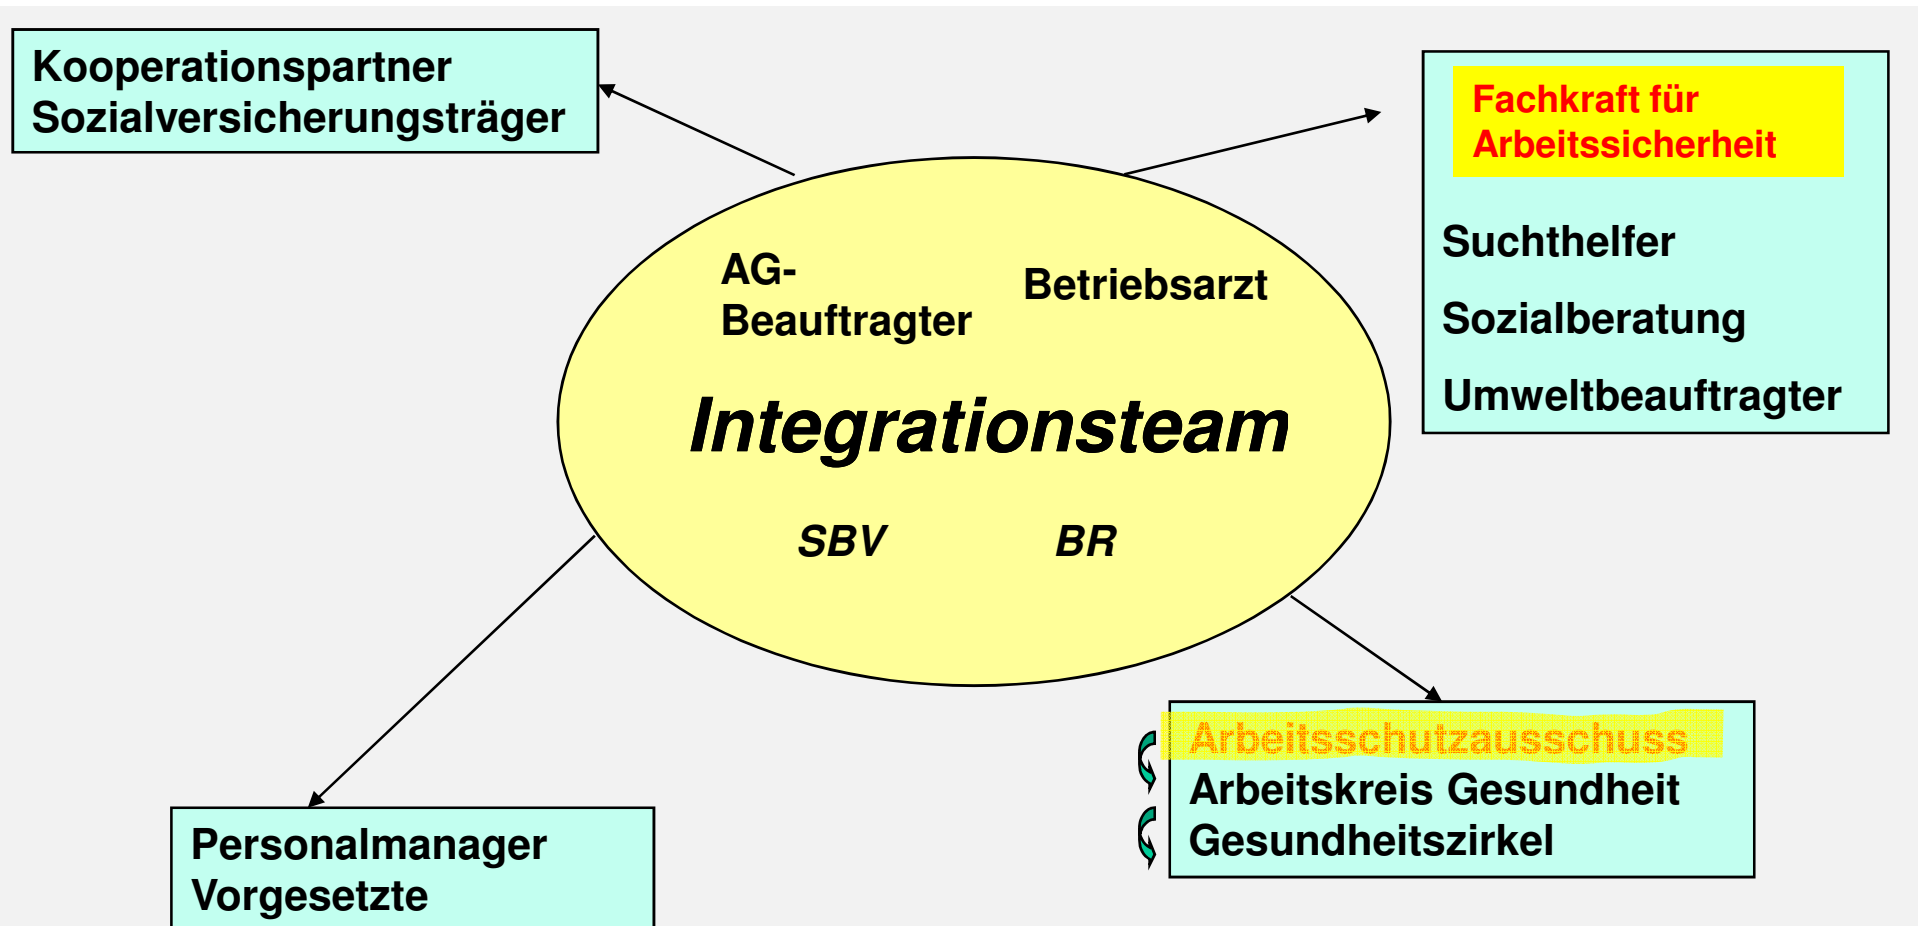 Kooperationspartner
Sozialversicherungsträger
Fachkraft für
Arbeitssicherheit
Suchthelfer
Sozialberatung
Umweltbeauftragter
AG-
Beauftragter
Betriebsarzt
Integrationsteam
SBV
BR
Arbeitsschutzausschuss
Arbeitskreis Gesundheit
Gesundheitszirkel
Personalmanager
Vorgesetzte